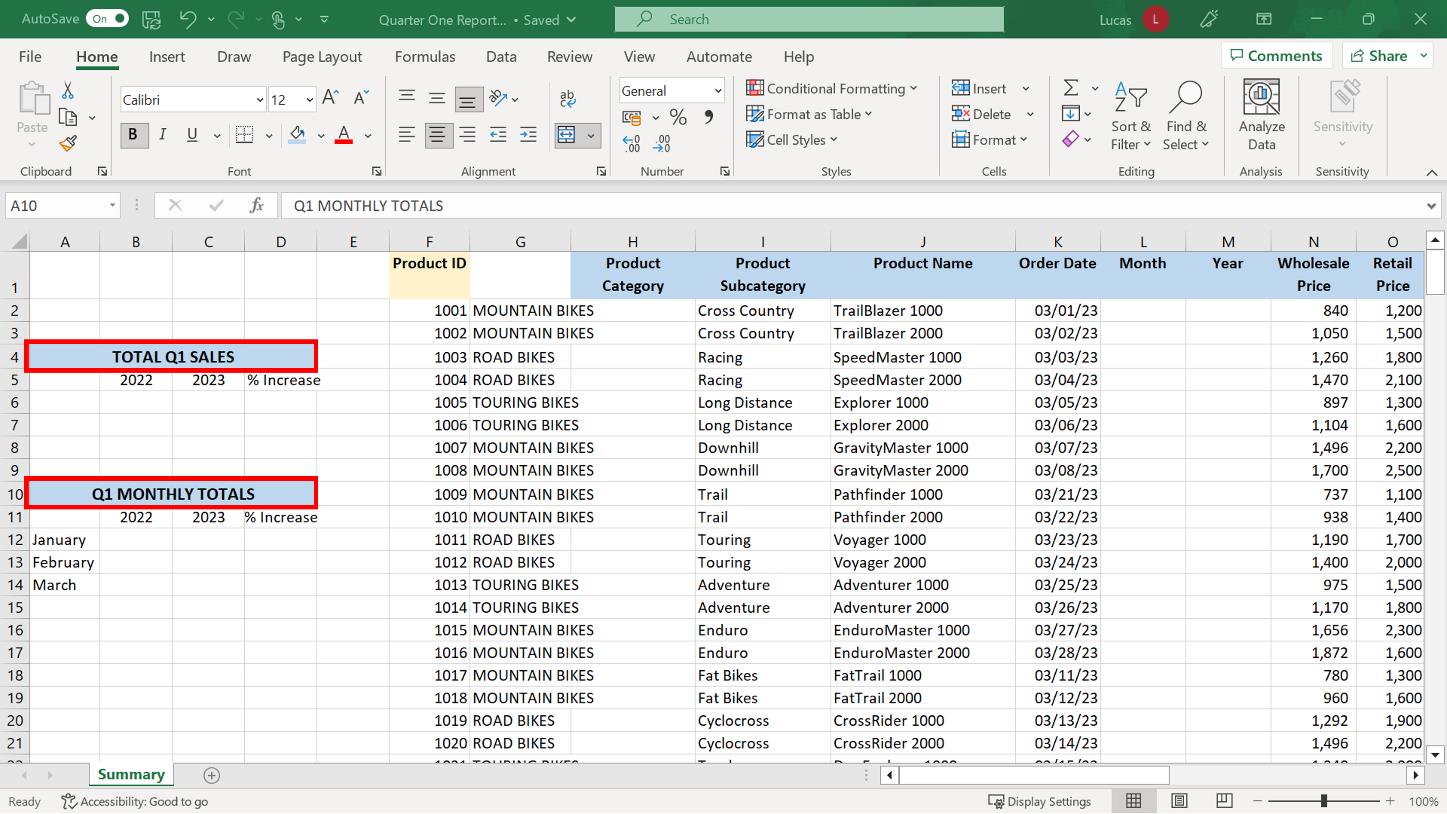 AutoSave On Quarter One Report... • Saved Search Lucas L
File Home Insert Draw Page Layout Formulas Data Review View Automate Help Comments Share
Paste
Clipboard
Calibri 12 A A
B I U A
Font
ab
Alignment
General
%
.00
.00
Number
Conditional Formatting
Format as Table
Cell Styles
Styles
Insert
Delete
Format
Cells
Sort &
Filter
Find &
Select
Editing
Analyze
Data
Analysis
Sensitivity
Sensitivity
A10 fx Q1 MONTHLY TOTALS
A B C D E F G H I J K L M N O
1 Product ID Product Category Product Subcategory Product Name Order Date Month Year Wholesale Price Retail Price
2 1001 MOUNTAIN BIKES Cross Country TrailBlazer 1000 03/01/23 840 1,200
3 1002 MOUNTAIN BIKES Cross Country TrailBlazer 2000 03/02/23 1,050 1,500
4 TOTAL Q1 SALES 1003 ROAD BIKES Racing SpeedMaster 1000 03/03/23 1,260 1,800
5 2022 2023 % Increase 1004 ROAD BIKES Racing SpeedMaster 2000 03/04/23 1,470 2,100
6 1005 TOURING BIKES Long Distance Explorer 1000 03/05/23 897 1,300
7 1006 TOURING BIKES Long Distance Explorer 2000 03/06/23 1,104 1,600
8 1007 MOUNTAIN BIKES Downhill GravityMaster 1000 03/07/23 1,496 2,200
9 1008 MOUNTAIN BIKES Downhill GravityMaster 2000 03/08/23 1,700 2,500
10 Q1 MONTHLY TOTALS 1009 MOUNTAIN BIKES Trail Pathfinder 1000 03/21/23 737 1,100
11 2022 2023 % Increase 1010 MOUNTAIN BIKES Trail Pathfinder 2000 03/22/23 938 1,400
12 January 1011 ROAD BIKES Touring Voyager 1000 03/23/23 1,190 1,700
13 February 1012 ROAD BIKES Touring Voyager 2000 03/24/23 1,400 2,000
14 March 1013 TOURING BIKES Adventure Adventurer 1000 03/25/23 975 1,500
15 1014 TOURING BIKES Adventure Adventurer 2000 03/26/23 1,170 1,800
16 1015 MOUNTAIN BIKES Enduro EnduroMaster 1000 03/27/23 1,656 2,300
17 1016 MOUNTAIN BIKES Enduro EnduroMaster 2000 03/28/23 1,872 1,600
18 1017 MOUNTAIN BIKES Fat Bikes FatTrail 1000 03/11/23 780 1,300
19 1018 MOUNTAIN BIKES Fat Bikes FatTrail 2000 03/12/23 960 1,600
20 1019 ROAD BIKES Cyclocross CrossRider 1000 03/13/23 1,292 1,900
21 1020 ROAD BIKES Cyclocross CrossRider 2000 03/14/23 1,496 2,200
Summary
Ready Accessibility: Good to go Display Settings 100%